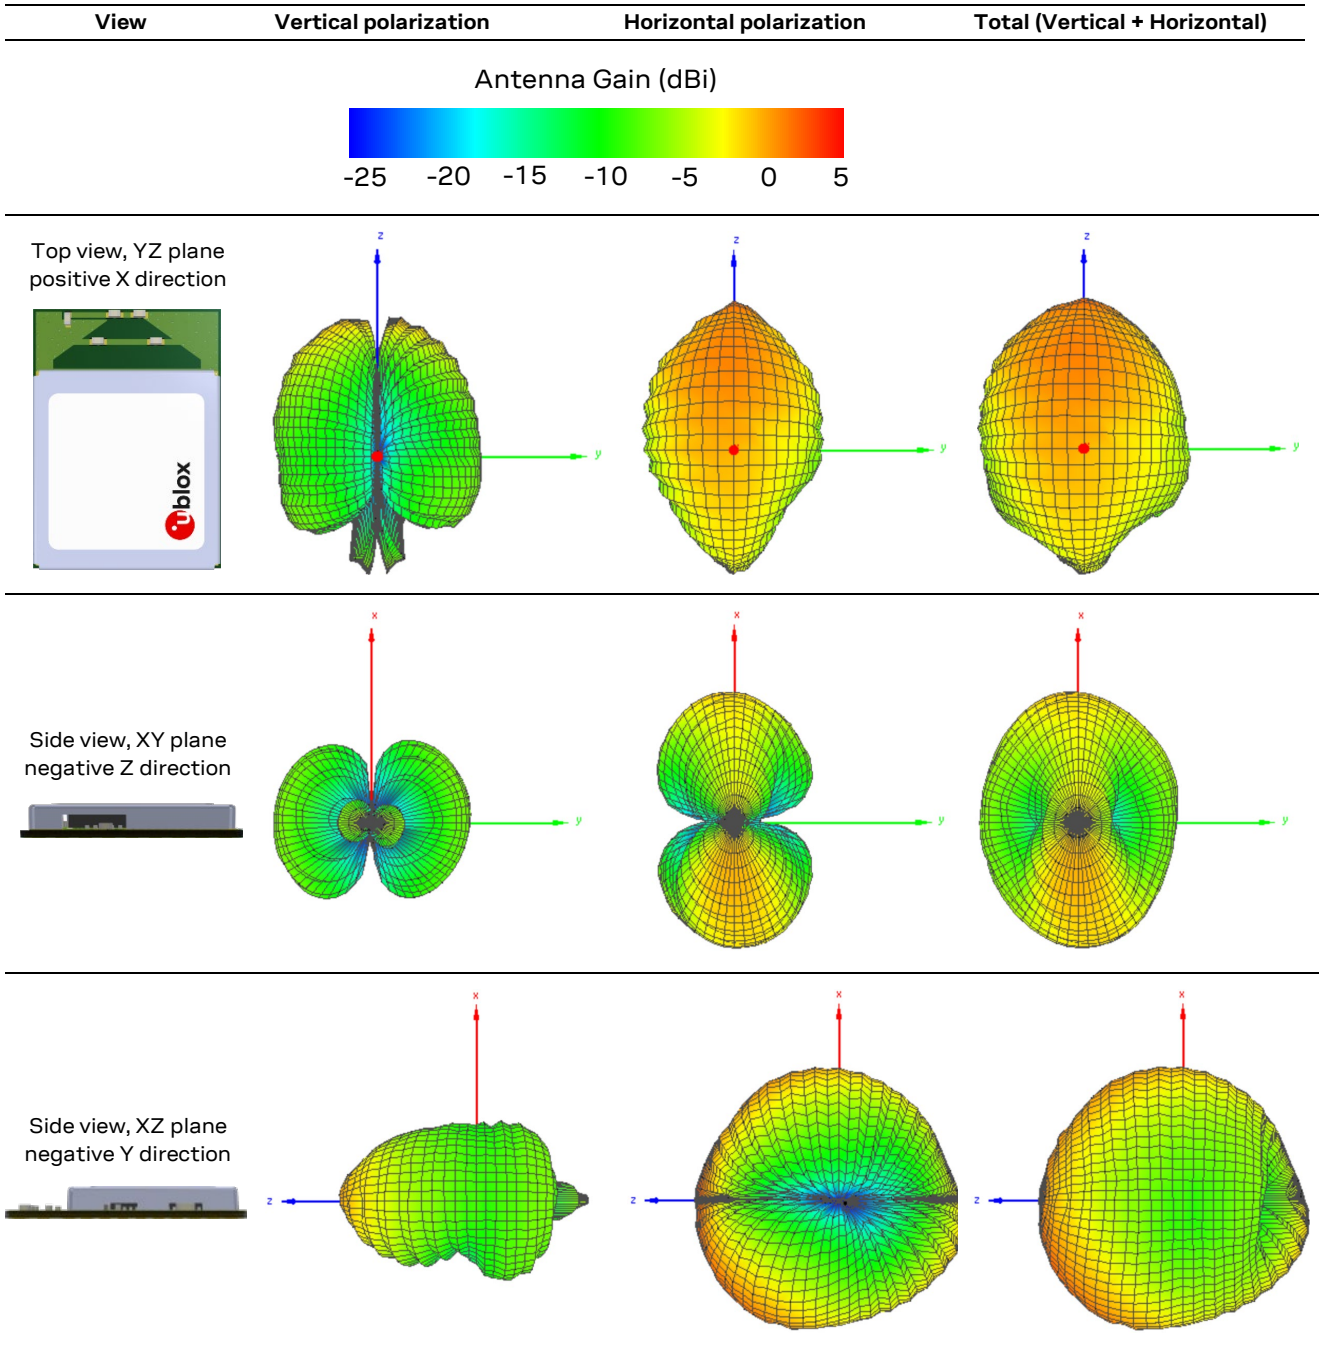 View Vertical polarization Horizontal polarization Total (Vertical + Horizontal)
Antenna Gain (dBi)
-25 -20 -15 -10 -5 0 5
Top view, YZ plane
positive X direction
ublox
z
y
z
y
z
y
Side view, XY plane
negative Z direction
x
y
x
y
x
y
Side view, XZ plane
negative Y direction
x
z
x
z
x
z